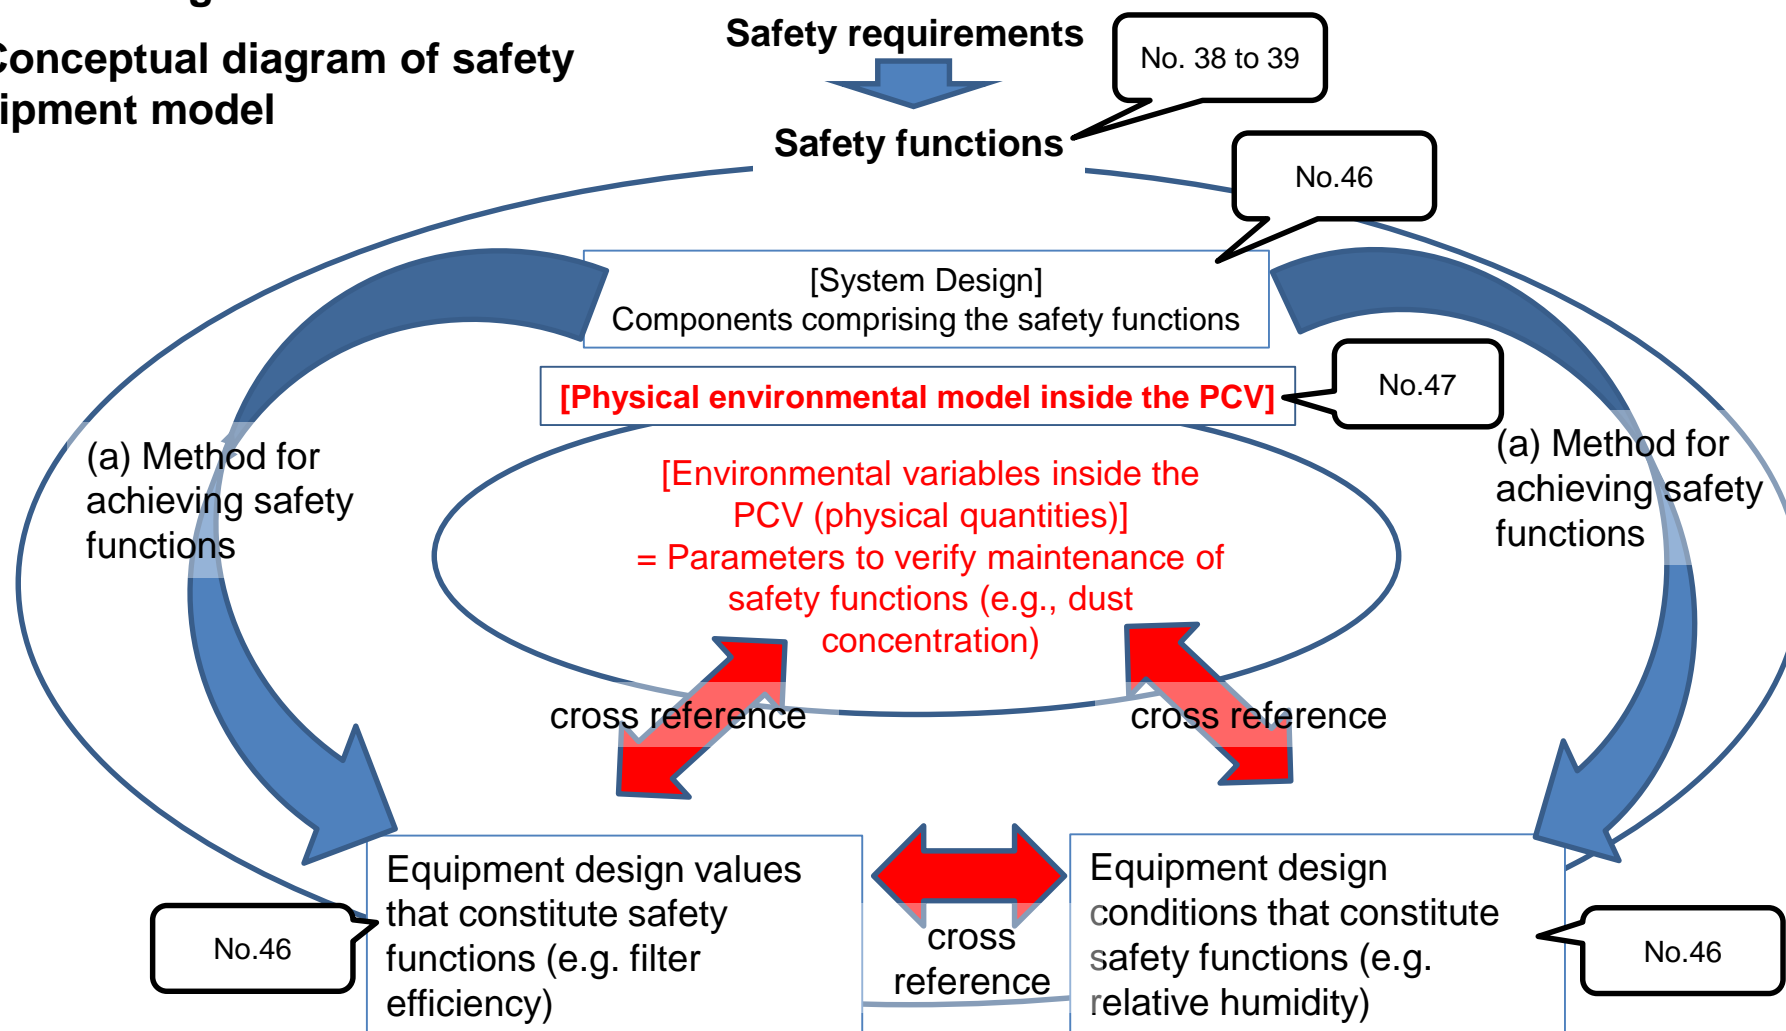 Conceptual diagram of safety
ipment model
Safety requirements
No. 38 to 39
Safety functions
No.46
[System Design]
Components comprising the safety functions
[Physical environmental model inside the PCV]
No.47
(a) Method for
achieving safety
functions
[Environmental variables inside the
PCV (physical quantities)]
= Parameters to verify maintenance of
safety functions (e.g., dust
concentration)
(a) Method for
achieving safety
functions
cross reference
cross reference
Equipment design values
that constitute safety
functions (e.g. filter
efficiency)
No.46
cross
reference
Equipment design
conditions that constitute
safety functions (e.g.
relative humidity)
No.46